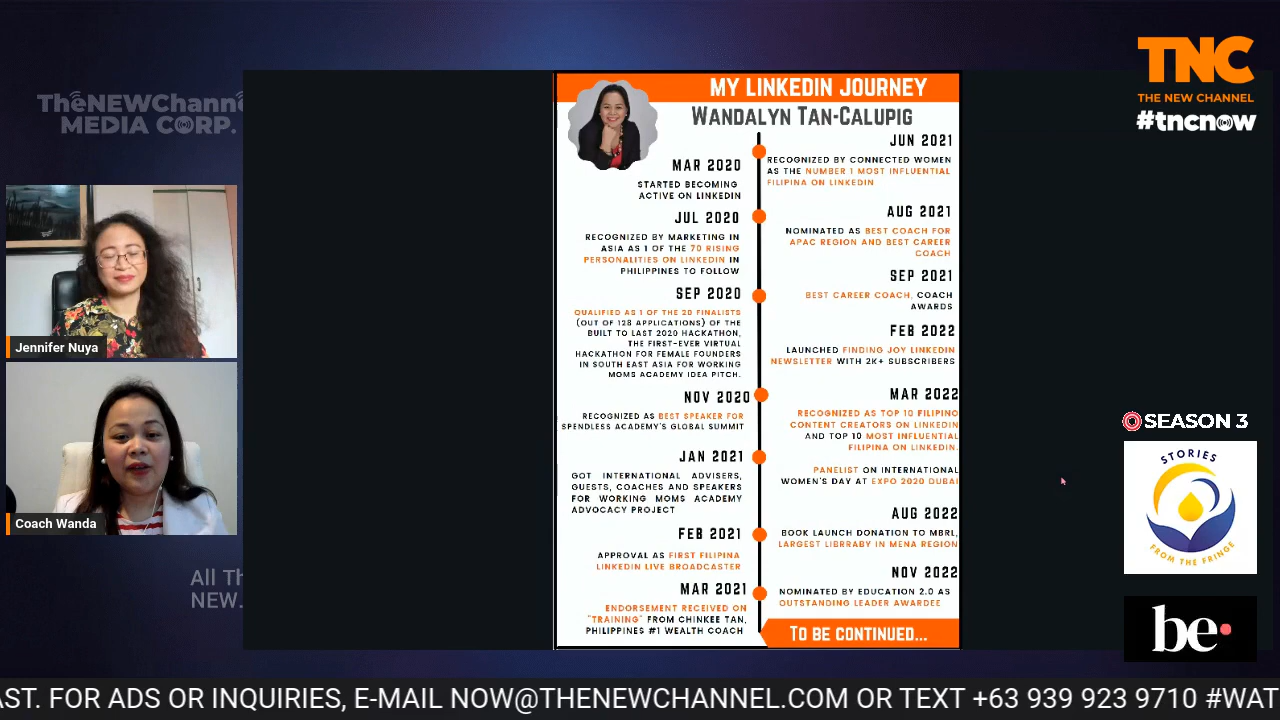 TheNEWChann
MEDIA CORP.
Jennifer Nuya
Coach Wanda
All Th
NEW.
MY LINKEDIN JOURNEY
WANDALYN TAN-CALUPIG
MAR 2020
STARTED BECOMING
ACTIVE ON LINKEDIN
JUL 2020
RECOGNIZED BY MARKETING IN
ASIA AS 1 OF THE 70 RISING
PERSONALITIES ON LINKEDIN IN
PHILIPPINES TO FOLLOW
SEP 2020
QUALIFIED AS 1 OF THE 20 FINALISTS
(OUT OF 128 APPLICATIONS) OF THE
BUILT TO LAST 2020 HACKATHON,
THE FIRST-EVER VIRTUAL
HACKATHON FOR FEMALE FOUNDERS
IN SOUTH EAST ASIA FOR WORKING
MOMS ACADEMY IDEA PITCH.
NOV 2020
RECOGNIZED AS BEST SPEAKER FOR
SPENDLESS ACADEMY'S GLOBAL SUMMIT
JAN 2021
GOT INTERNATIONAL ADVISERS,
GUESTS, COACHES AND SPEAKERS
FOR WORKING MOMS ACADEMY
ADVOCACY PROJECT
FEB 2021
APPROVAL AS FIRST FILIPINA
LINKEDIN LIVE BROADCASTER
MAR 2021
ENDORSEMENT RECEIVED ON
"TRAINING" FROM CHINKEE TAN,
PHILIPPINES #1 WEALTH COACH
JUN 2021
RECOGNIZED BY CONNECTED WOMEN
AS THE NUMBER 1 MOST INFLUENTIAL
FILIPINA ON LINKEDIN
AUG 2021
NOMINATED AS BEST COACH FOR
APAC REGION AND BEST CAREER
COACH
SEP 2021
BEST CAREER COACH, COACH
AWARDS
FEB 2022
LAUNCHED FINDING JOY LINKEDIN
NEWSLETTER WITH 2K+ SUBSCRIBERS
MAR 2022
RECOGNIZED AS TOP 10 FILIPINO
CONTENT CREATORS ON LINKEDIN
AND TOP 10 MOST INFLUENTIAL
FILIPINA ON LINKEDIN.
PANELIST ON INTERNATIONAL
WOMEN'S DAY AT EXPO 2020 DUBAI
AUG 2022
BOOK LAUNCH DONATION TO MBRL,
LARGEST LIBRRABY IN MENA REGION
NOV 2022
NOMINATED BY EDUCATION 2.0 AS
OUTSTANDING LEADER AWARDEE
TO BE CONTINUED...
TNC
THE NEW CHANNEL
#tncnow
SEASON 3
STORIES
FROM THE FRINGE
be.
AST. FOR ADS OR INQUIRIES, E-MAIL NOW@THENEWCHANNEL.COM OR TEXT +63 939 923 9710 #WAT